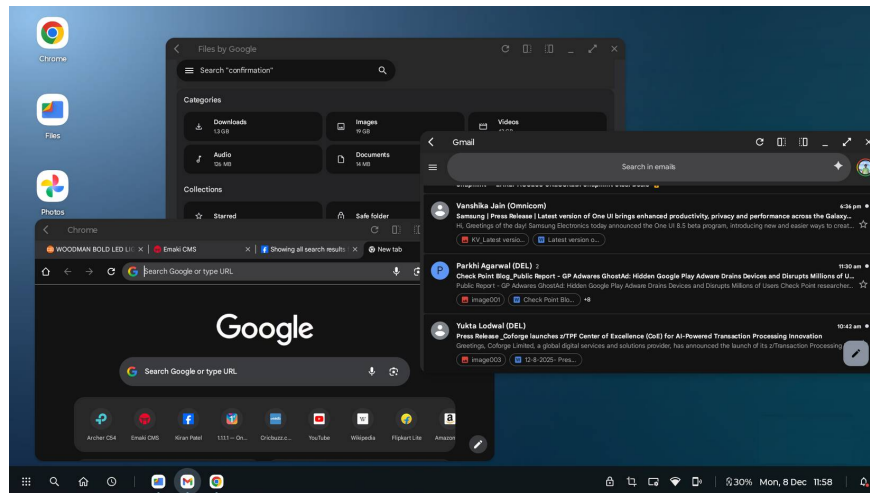 Chrome
Files
Photos
Files by Google
Search "confirmation"
Categories
Downloads
1.3 GB
Images
19 GB
Videos
Audio
126 MB
Documents
14 MB
Collections
Starred
Safe folder
Gmail
Search in emails
Vanshika Jain (Omnicom)
6:36 pm
Samsung | Press Release | Latest version of One UI brings enhanced productivity, privacy and performance across the Galaxy...
Hi, Greetings of the day! Samsung Electronics today announced the One UI 8.5 beta program, introducing new and easier ways to creat...
KV_Latest versio...
Latest version o...
Parkhi Agarwal (DEL) 2
11:30 am
Check Point Blog_Public Report - GP Adwares GhostAd: Hidden Google Play Adware Drains Devices and Disrupts Millions of U...
Public Report - GP Adwares GhostAd: Hidden Google Play Adware Drains Devices and Disrupts Millions of Users Check Point researcher...
image001
Check Point Blo...
+8
Yukta Lodwal (DEL)
10:42 am
Press Release _Coforge launches z/TPF Center of Excellence (CoE) for AI-Powered Transaction Processing Innovation
Greetings, Coforge Limited, a global digital services and solutions provider, has announced the launch of its z/Transaction Processing
image003
12-8-2025- Pres...
Chrome
WOODMAN BOLD LED LIG
Emaki CMS
Showing all search results
New tab
Search Google or type URL
Google
Search Google or type URL
Archer C54
Emaki CMS
Kiran Patel
1.1.1.1 — On...
Cricbuzz.c...
YouTube
Wikipedia
Flipkart Lite
Amazon
30% Mon, 8 Dec 11:58